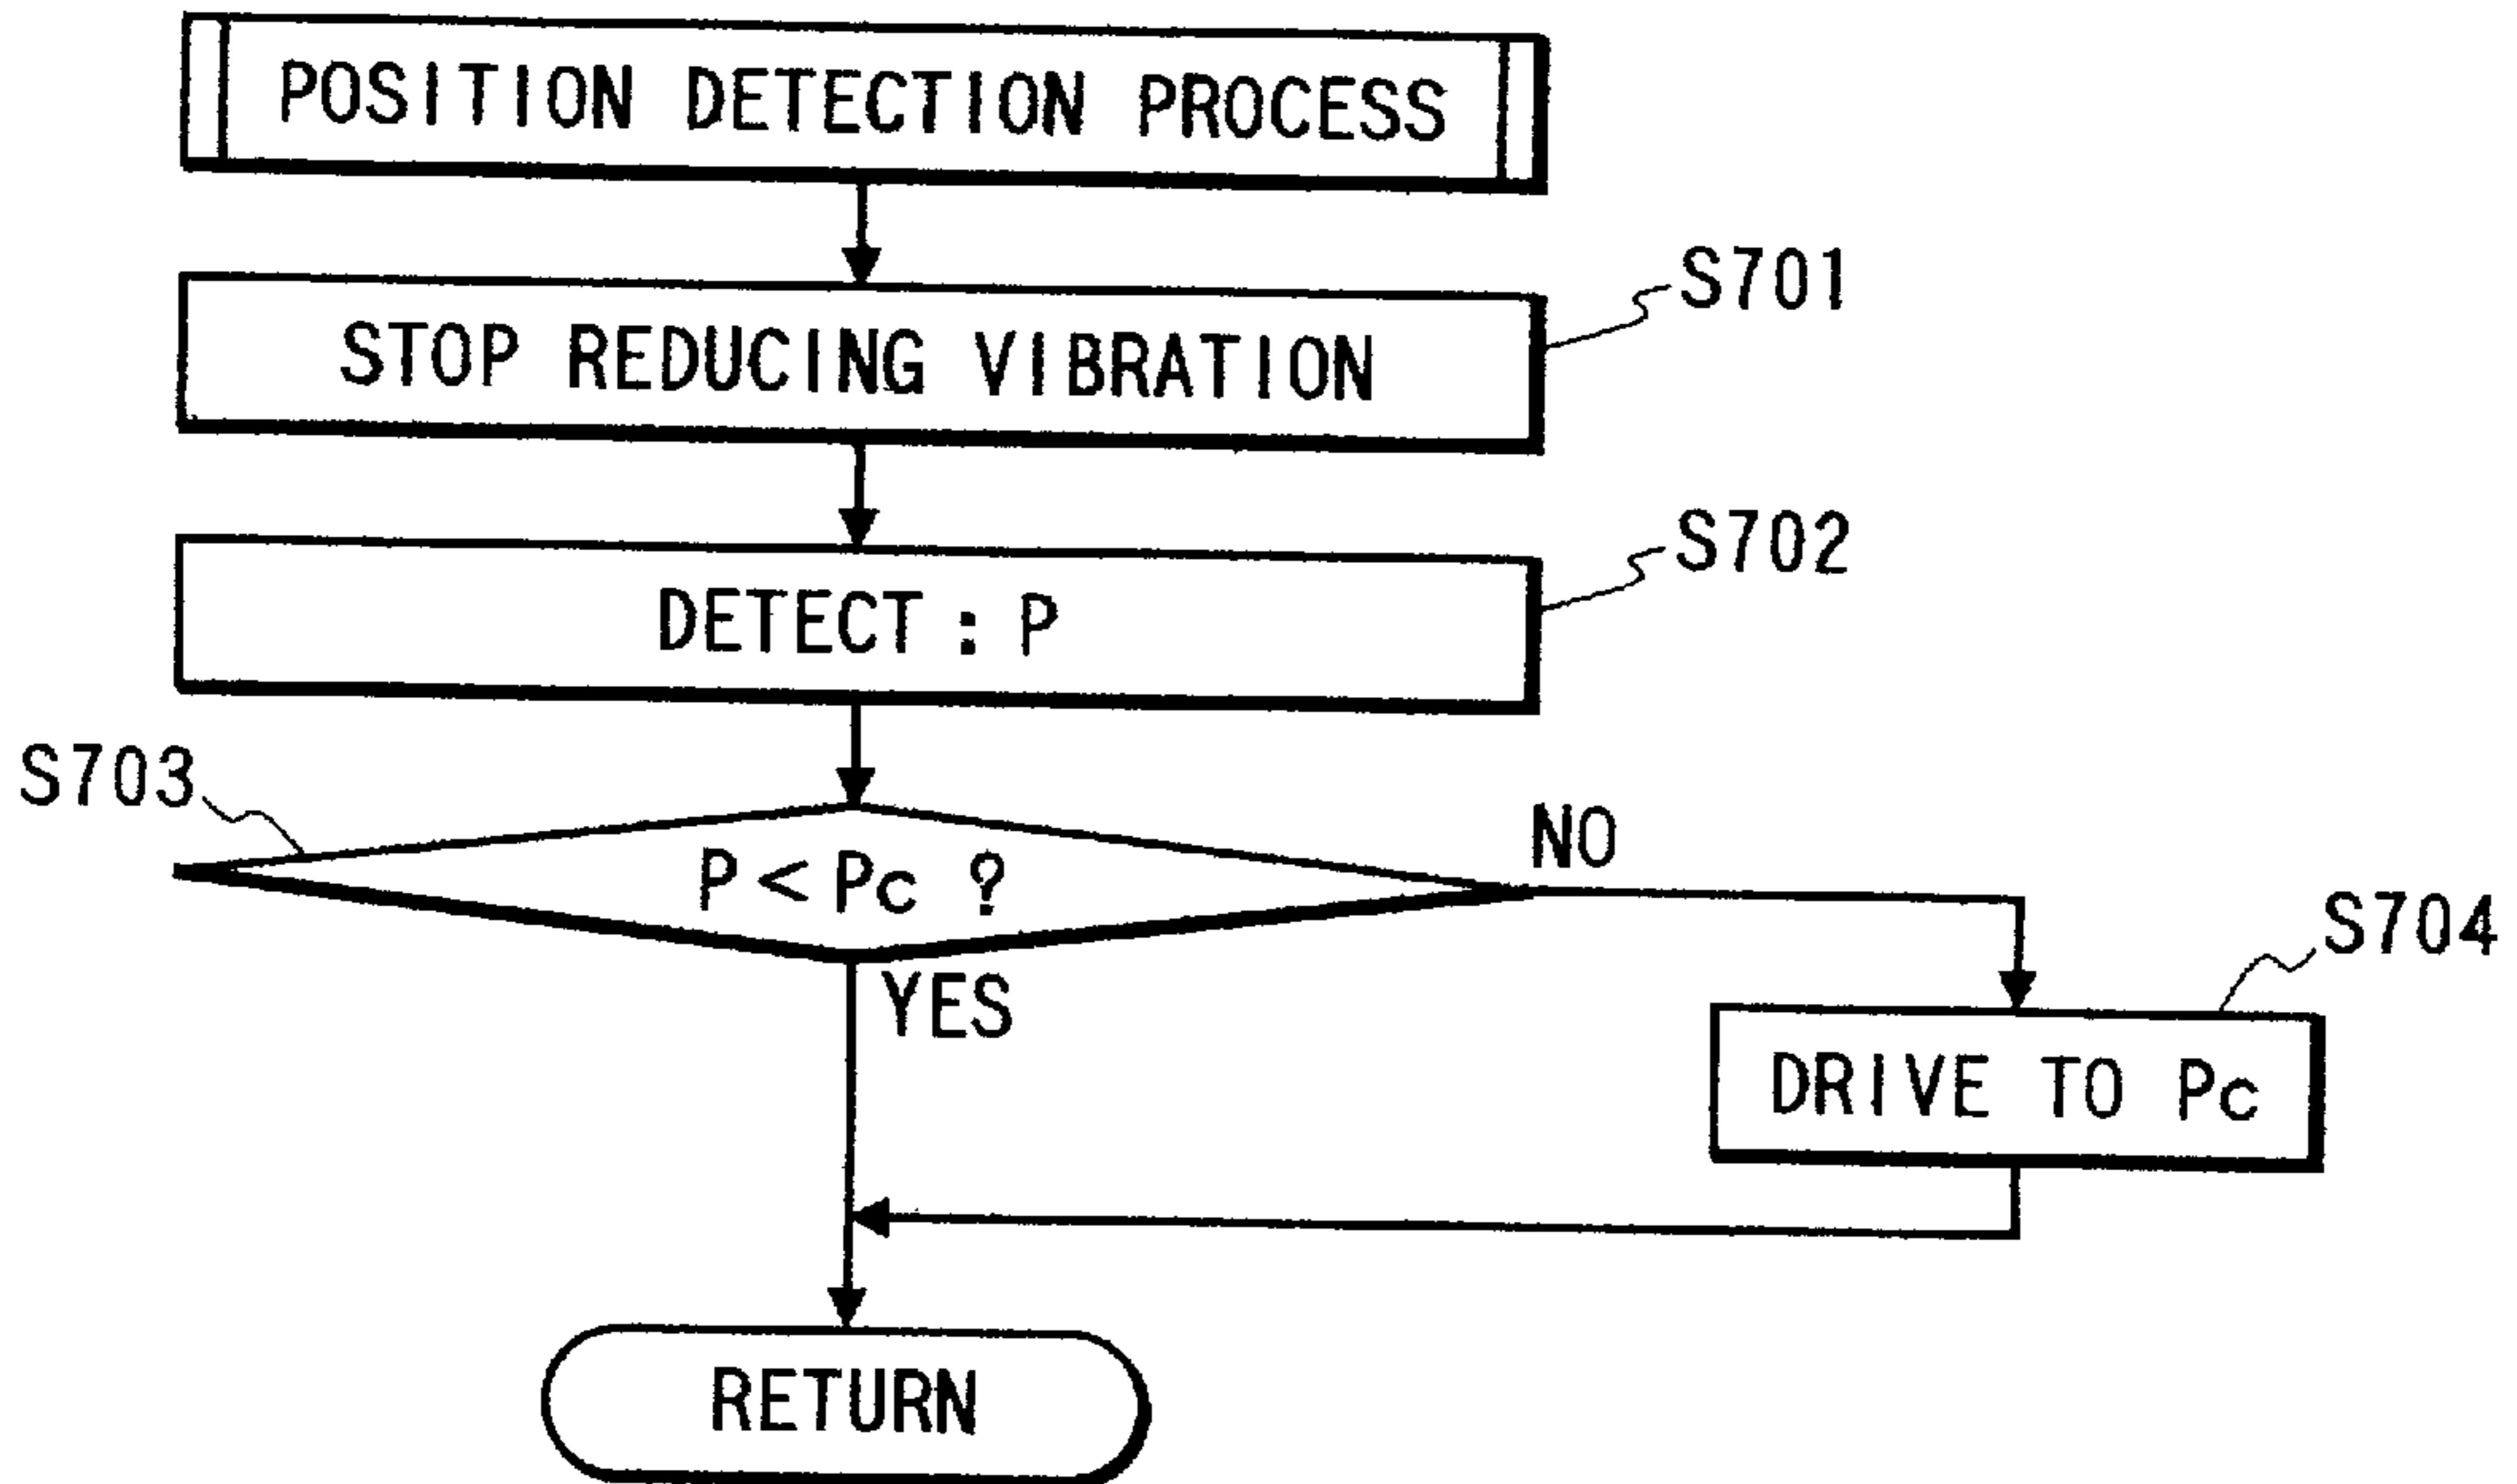 POSITION DETECTION PROCESS
S701
STOP REDUCING VIBRATION
S702
DETECT : P
S703
P < Pc ?
NO
YES
S704
DRIVE TO Pc
RETURN